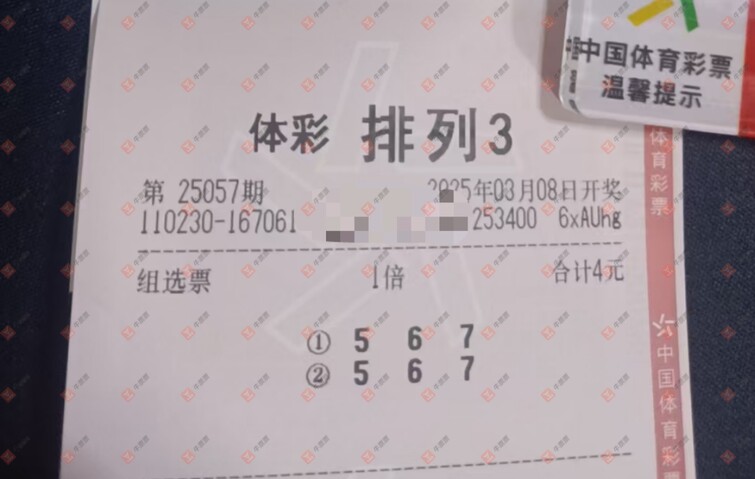 中国体育彩票
温馨提示
体彩 排列3
第 25057期 2025年03月08日开奖
110230-167061 253400 6xAUhg
组选票 1倍 合计4元
① 5 6 7
② 5 6 7
体育彩票
中国体育彩票